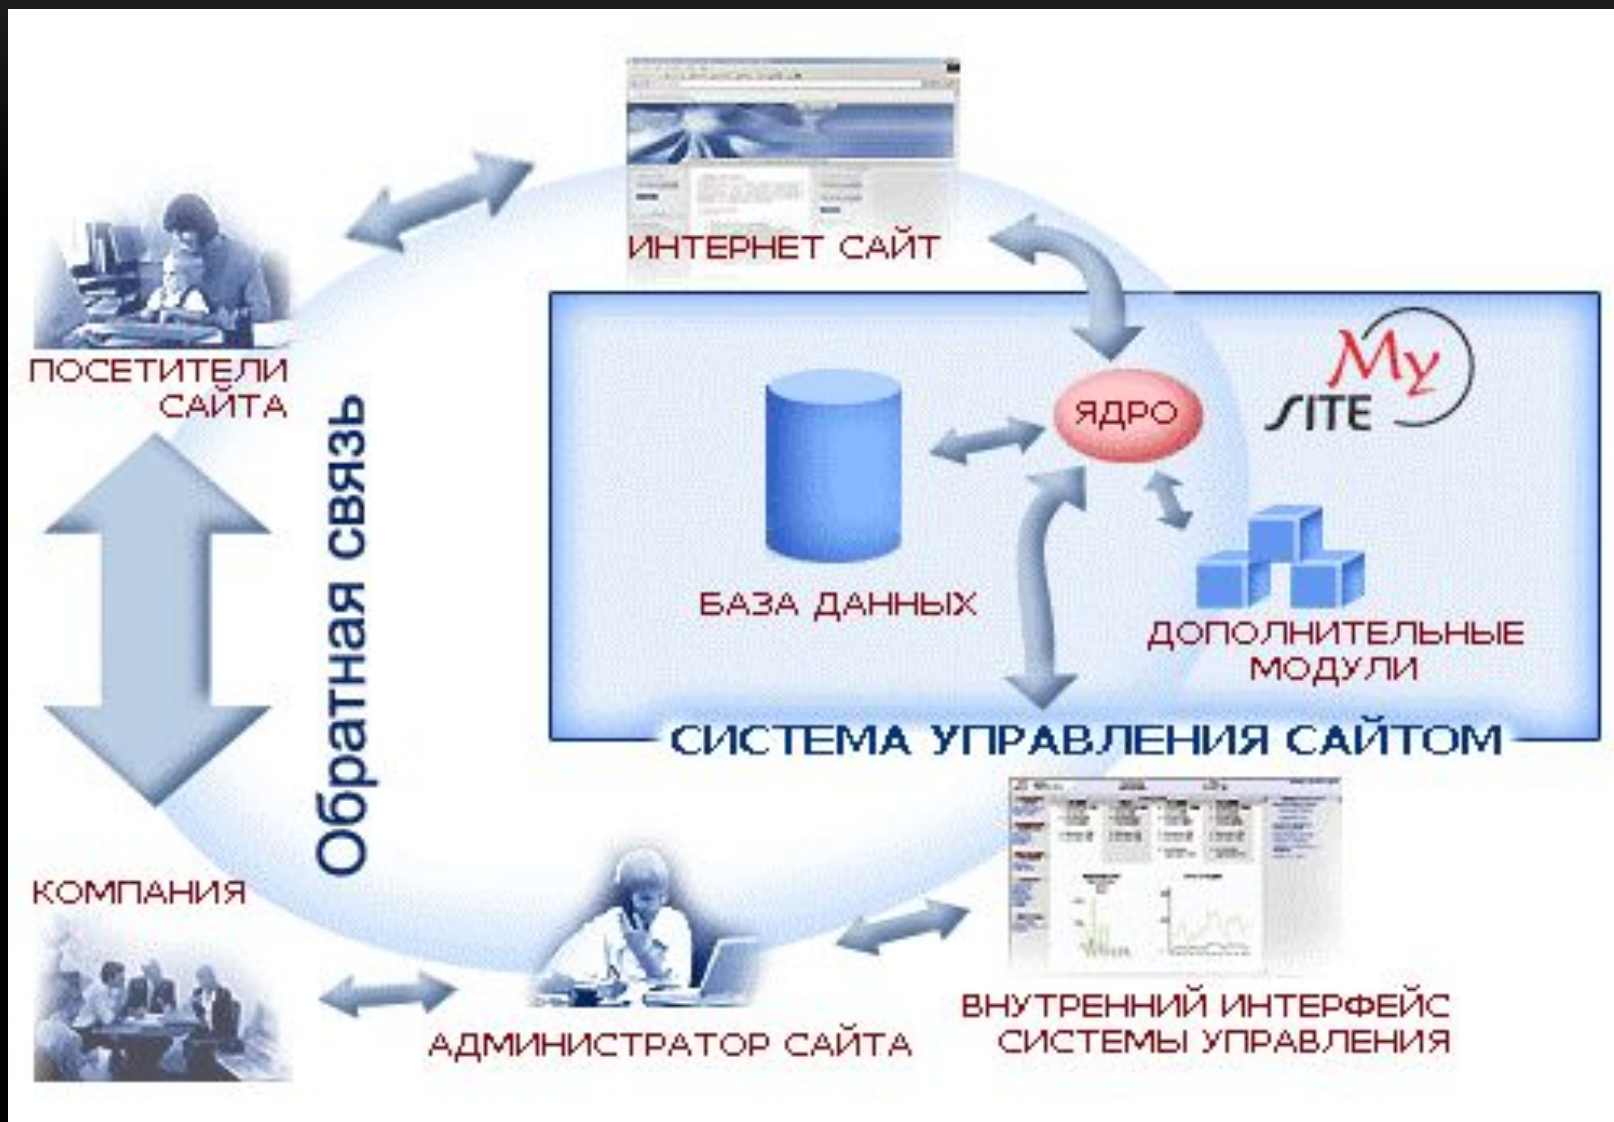 ИНТЕРНЕТ САЙТ
ПОСЕТИТЕЛИ
САЙТА
Обратная связь
My
SITE
ЯДРО
БАЗА ДАННЫХ
ДОПОЛНИТЕЛЬНЫЕ
МОДУЛИ
СИСТЕМА УПРАВЛЕНИЯ САЙТОМ
КОМПАНИЯ
АДМИНИСТРАТОР САЙТА
ВНУТРЕННИЙ ИНТЕРФЕЙС
СИСТЕМЫ УПРАВЛЕНИЯ